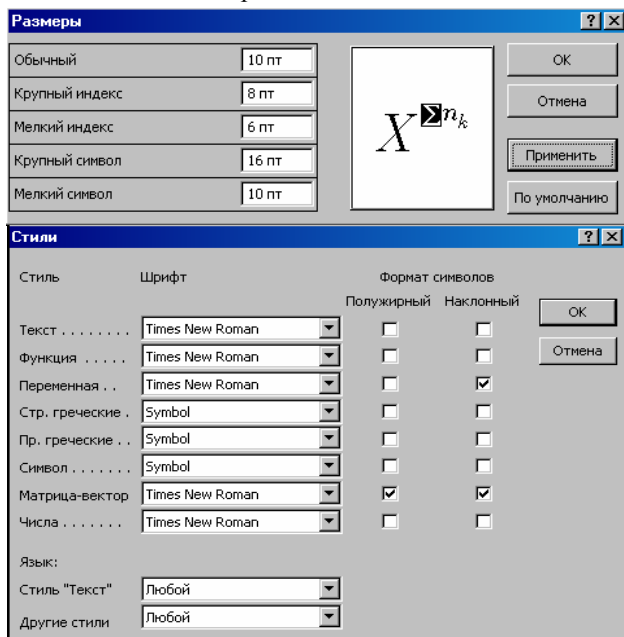 Размеры
Обычный 10 пт OK
Крупный индекс 8 пт Отмена
Мелкий индекс 6 пт
Крупный символ 16 пт Применить
Мелкий символ 10 пт По умолчанию
X Σ n k
Стили
Стиль Шрифт Формат символов
Полужирный Наклонный OK
Текст . . . . . . . . Times New Roman
Функция . . . . . Times New Roman Отмена
Переменная . . Times New Roman
Стр. греческие . Symbol
Пр. греческие . . Symbol
Символ . . . . . . . Symbol
Матрица-вектор Times New Roman
Числа . . . . . . . Times New Roman
Язык:
Стиль "Текст" Любой
Другие стили Любой